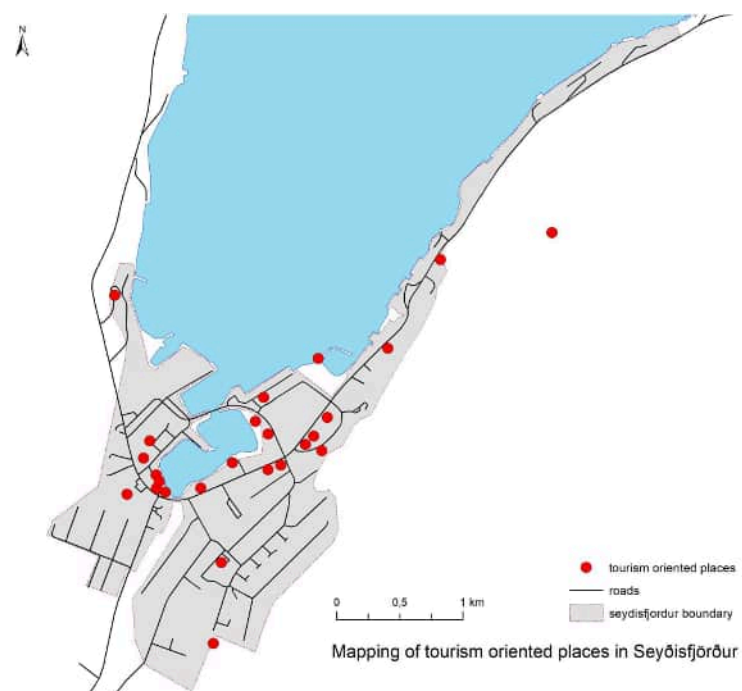 N
tourism oriented places
roads
seydisfjordur boundary
0 0,5 1 km
Mapping of tourism oriented places in Seyðisfjörður